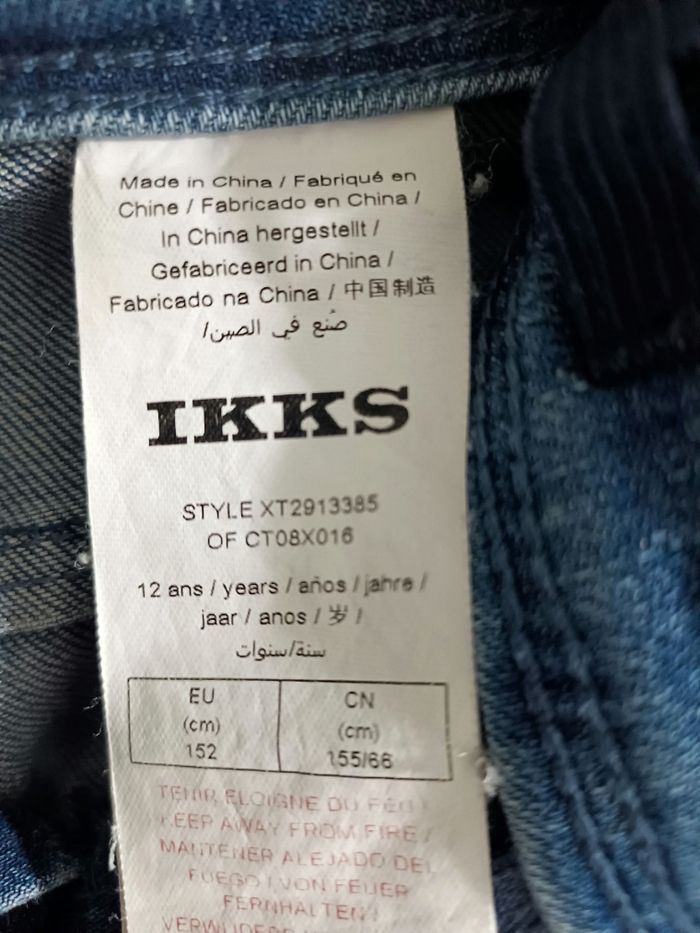 Made in China / Fabriqué en
Chine / Fabricado en China /
In China hergestellt /
Gefabriceerd in China /
Fabricado na China / 中国制造
صُنع في الصين/
IKKS
STYLE XT2913385
OF CT08X016
12 ans / years / años / jahre /
jaar / anos / 岁 /
سنة/سنوات
EU
(cm)
152
CN
(cm)
155/66
TENIR ELOIGNE DU FEU /
KEEP AWAY FROM FIRE /
MANTENER ALEJADO DEL
FUEGO / VON FEUER
FERNHALTEN /